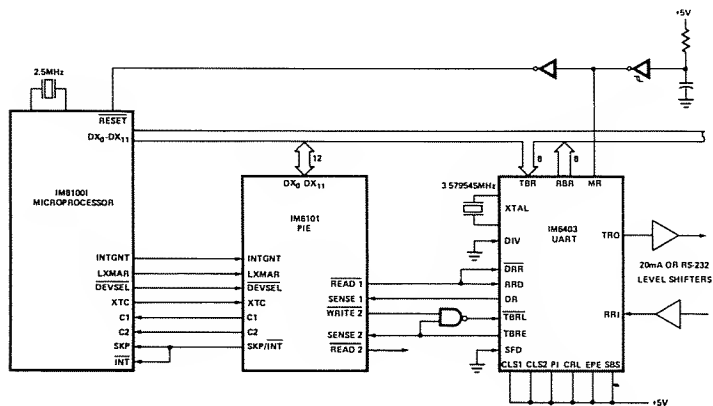 +5V
2.5MHz
RESET
DX0-DX11
12
8
8
DX0 DX11
TBR
RBR
MR
IM6100I
MICROPROCESSOR
IM6101
PIE
3 579545MHz
XTAL
IM6403
UART
DIV
TRO
20mA OR RS-232
LEVEL SHIFTERS
RRI
INTGNT
LXMAR
DEVSEL
XTC
C1
C2
SKP
INT
INTGNT
LXMAR
DEVSEL
XTC
C1
C2
SKP/INT
READ 1
SENSE 1
WRITE 2
SENSE 2
READ 2
DRR
RRD
DR
TBRL
TBRE
SFD
CLS1 CLS2 PI CRL EPE SBS
+5V